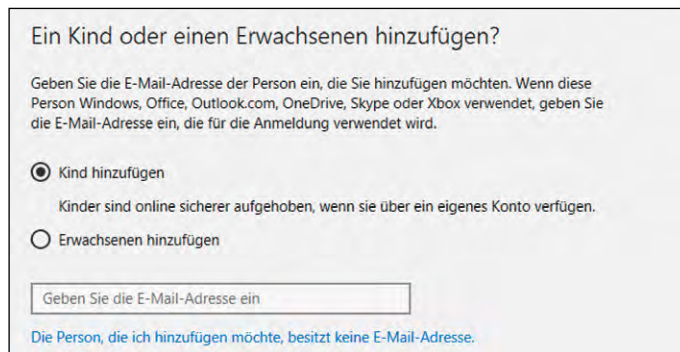 Ein Kind oder einen Erwachsenen hinzufügen?
Geben Sie die E-Mail-Adresse der Person ein, die Sie hinzufügen möchten. Wenn diese
Person Windows, Office, Outlook.com, OneDrive, Skype oder Xbox verwendet, geben Sie
die E-Mail-Adresse ein, die für die Anmeldung verwendet wird.
Kind hinzufügen
Kinder sind online sicherer aufgehoben, wenn sie über ein eigenes Konto verfügen.
Erwachsenen hinzufügen
Geben Sie die E-Mail-Adresse ein
Die Person, die ich hinzufügen möchte, besitzt keine E-Mail-Adresse.